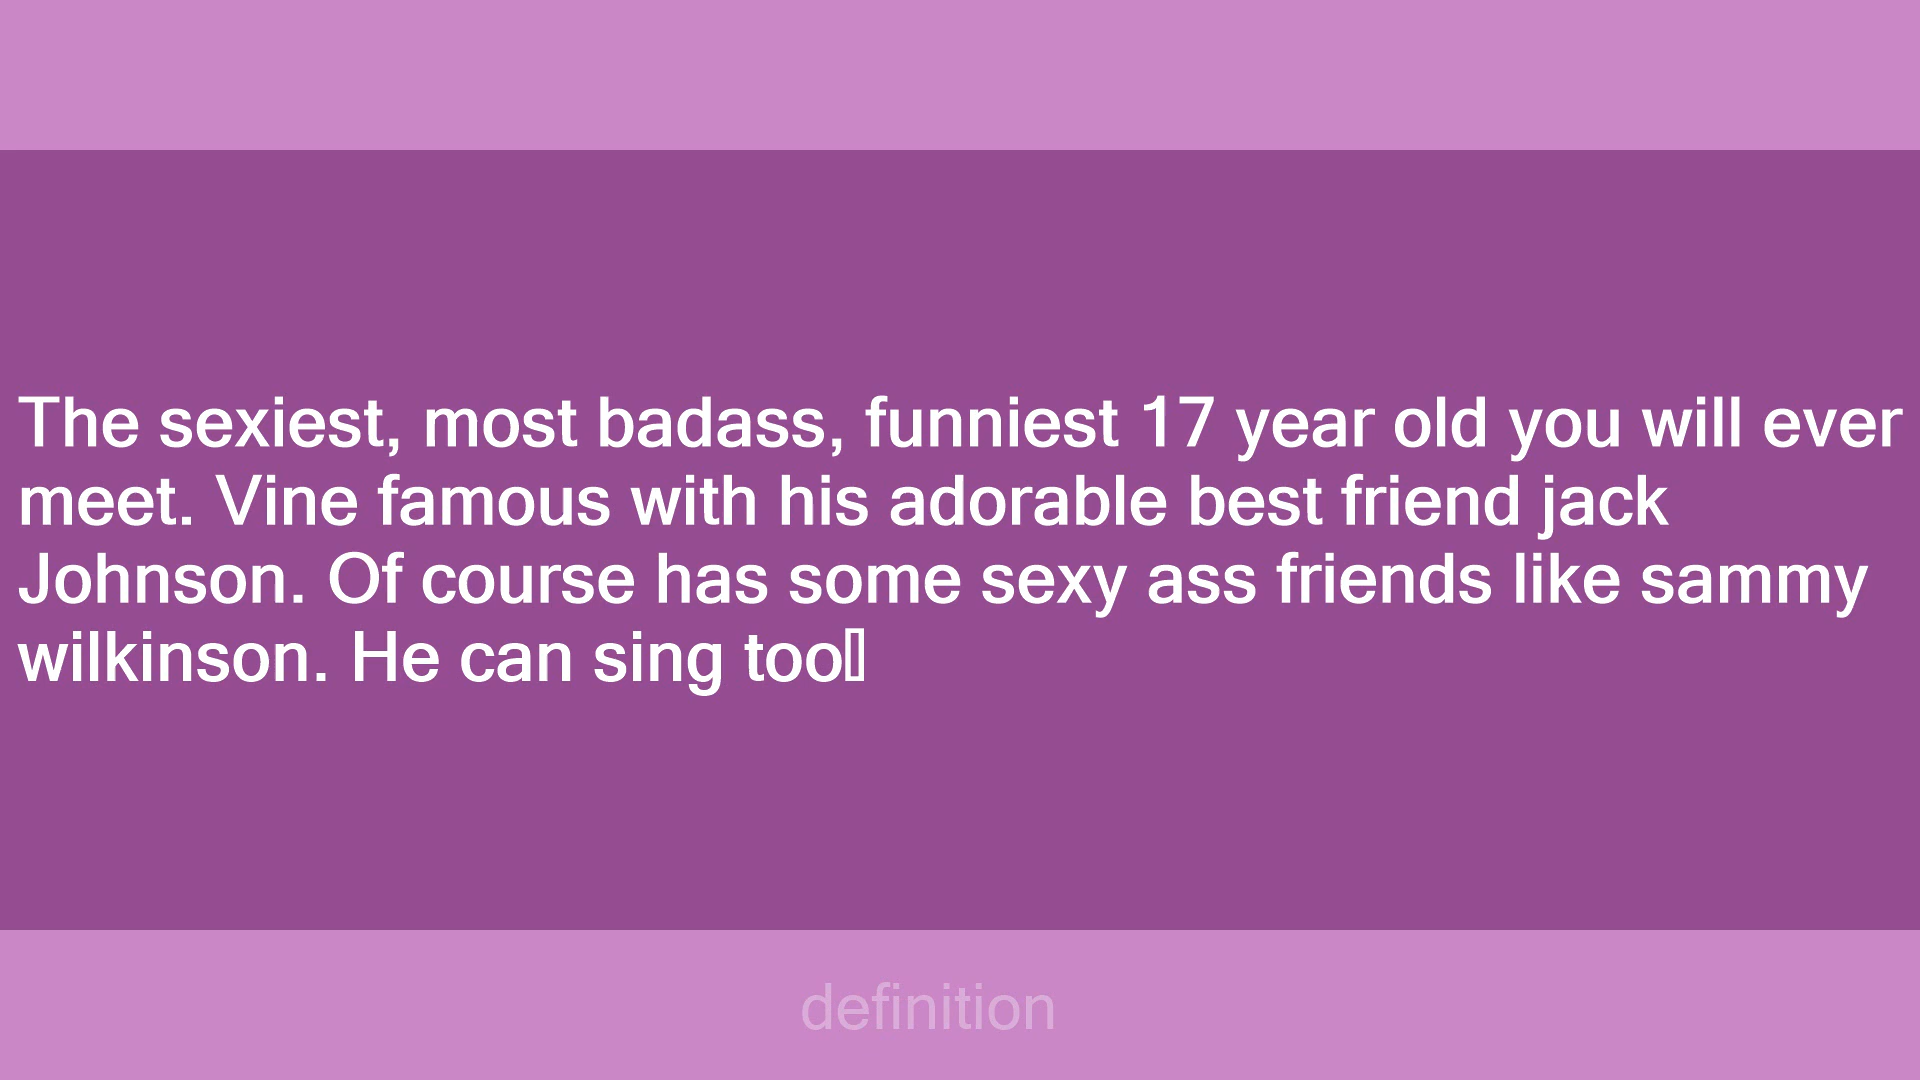 The sexiest, most badass, funniest 17 year old you will ever
meet. Vine famous with his adorable best friend jack
Johnson. Of course has some sexy ass friends like sammy
wilkinson. He can sing too
definition